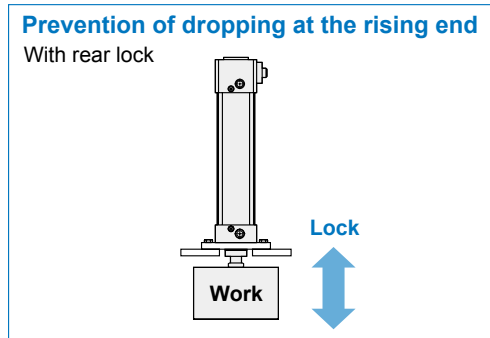 Prevention of dropping at the rising end
With rear lock
Lock
Work